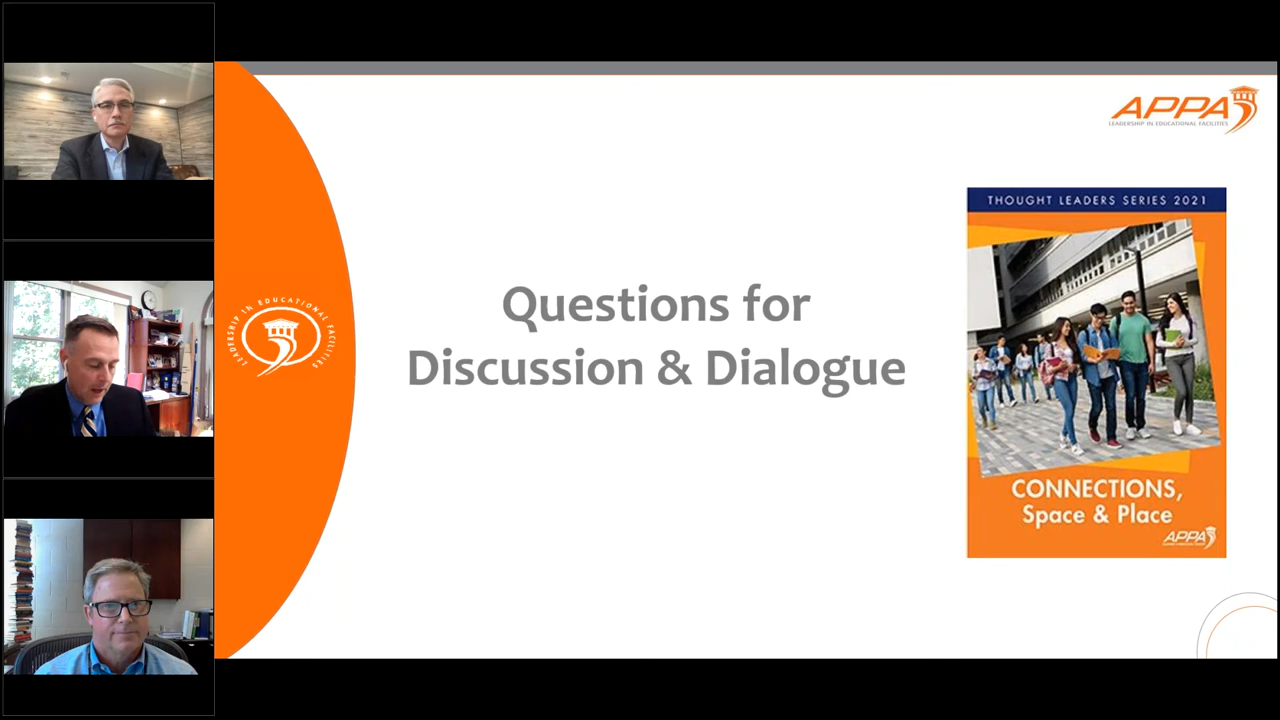 APPA
LEADERSHIP IN EDUCATIONAL FACILITIES
THOUGHT LEADERS SERIES 2021
LEADERSHIP IN EDUCATIONAL FACILITIES
Questions for
Discussion & Dialogue
CONNECTIONS,
Space & Place
APPA